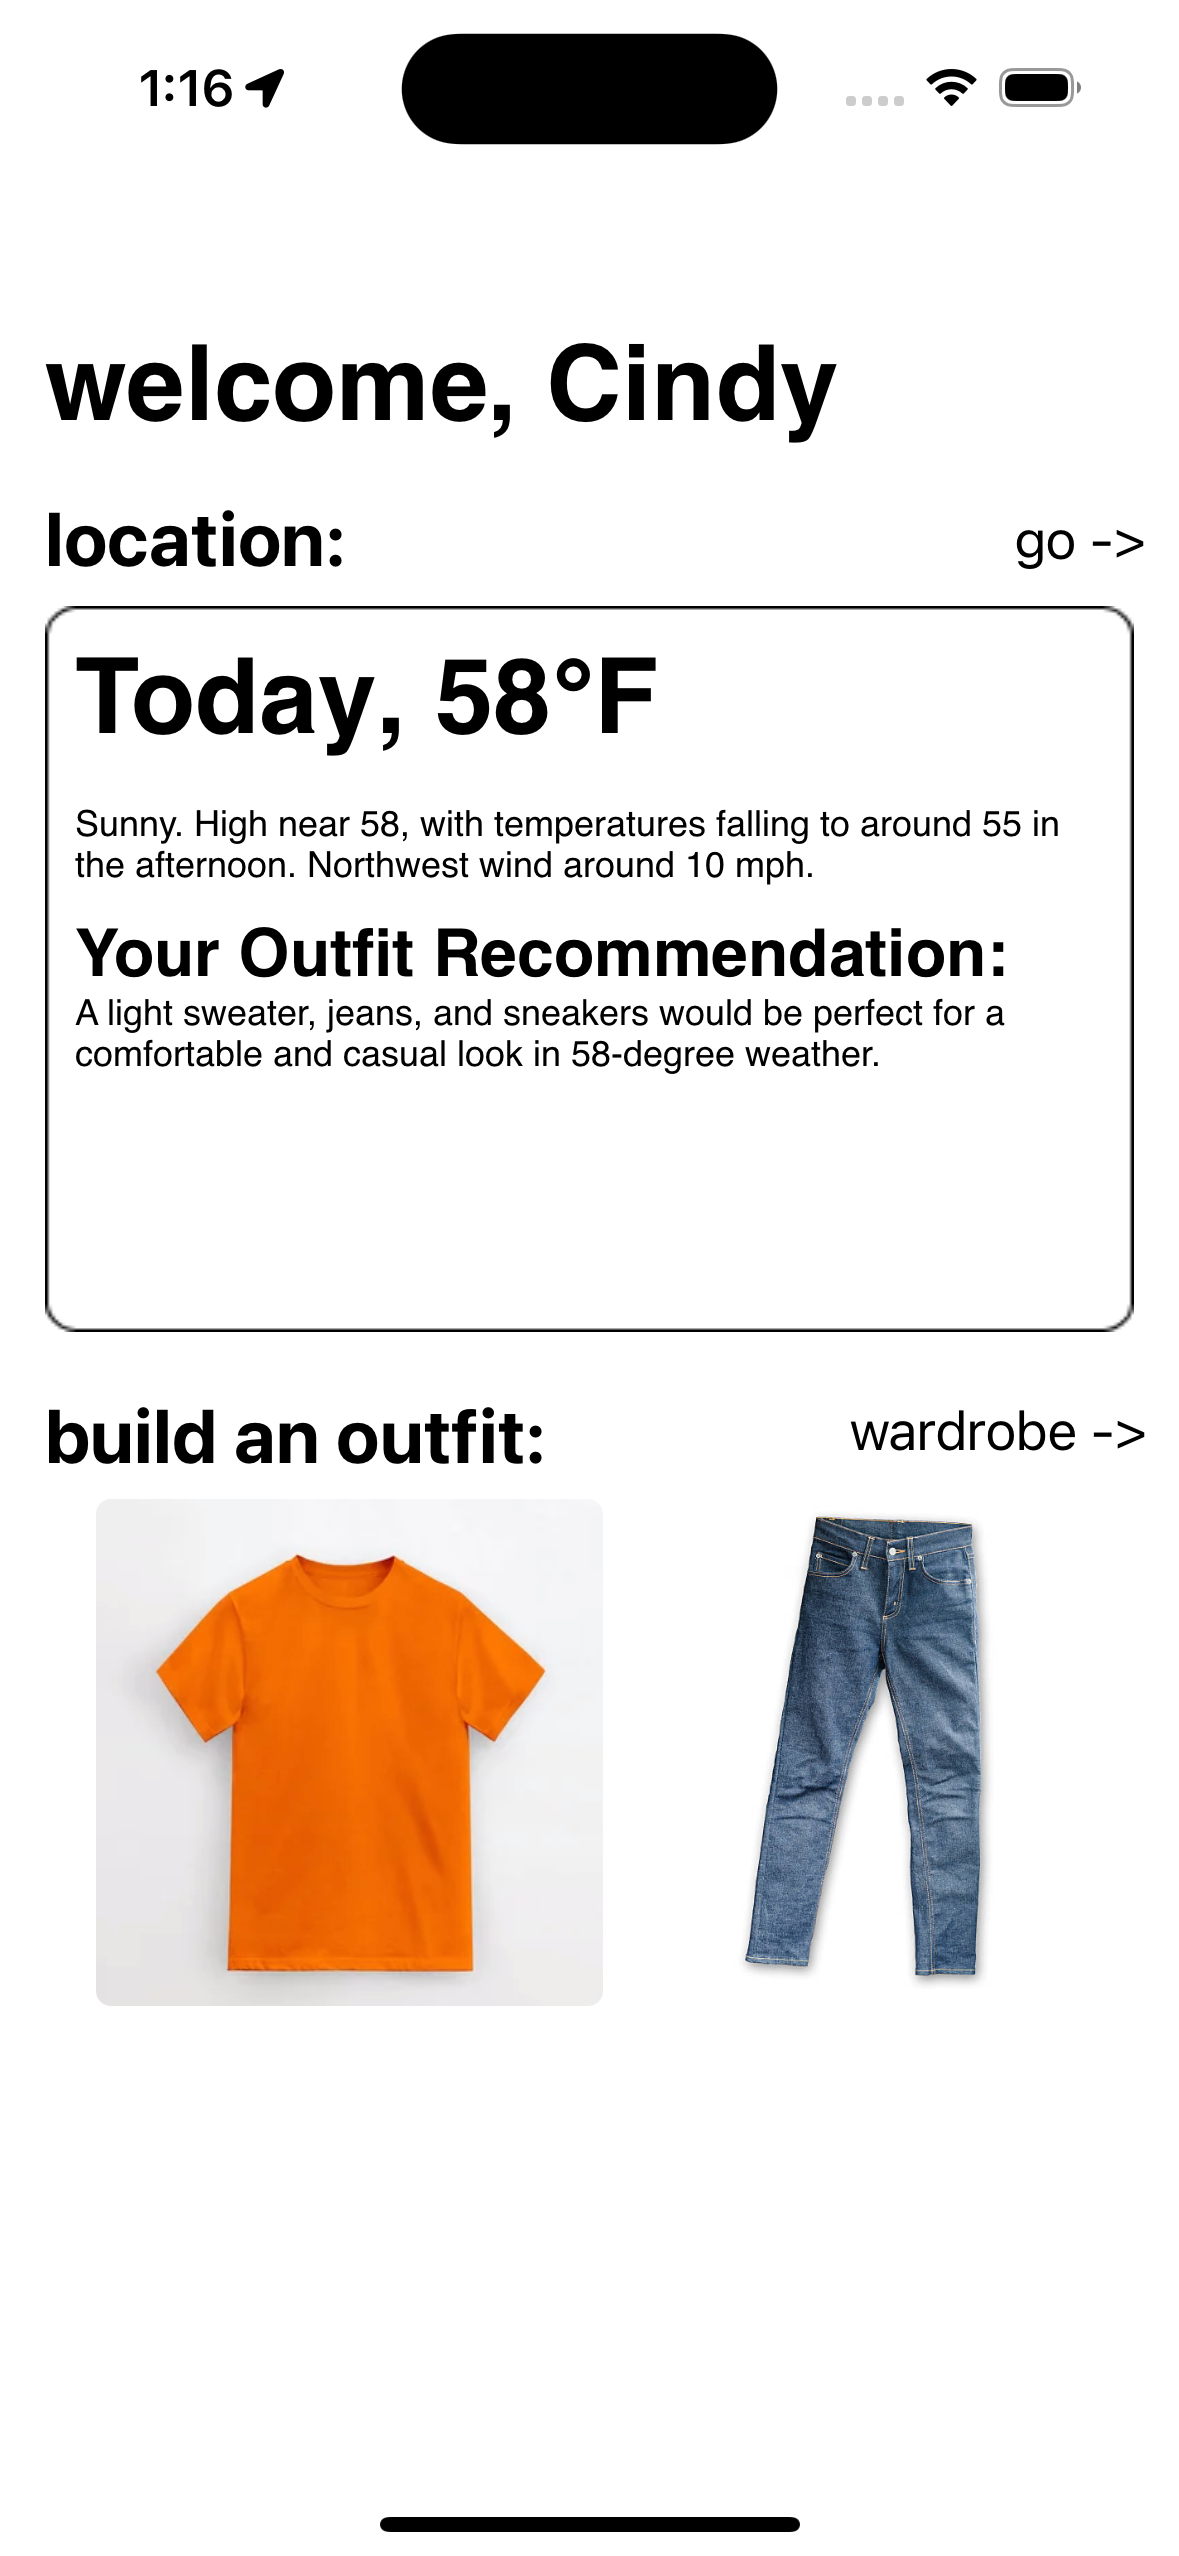 1:16
welcome, Cindy
location:
go ->
Today, 58°F
Sunny. High near 58, with temperatures falling to around 55 in
the afternoon. Northwest wind around 10 mph.
Your Outfit Recommendation:
A light sweater, jeans, and sneakers would be perfect for a
comfortable and casual look in 58-degree weather.
build an outfit:
wardrobe ->